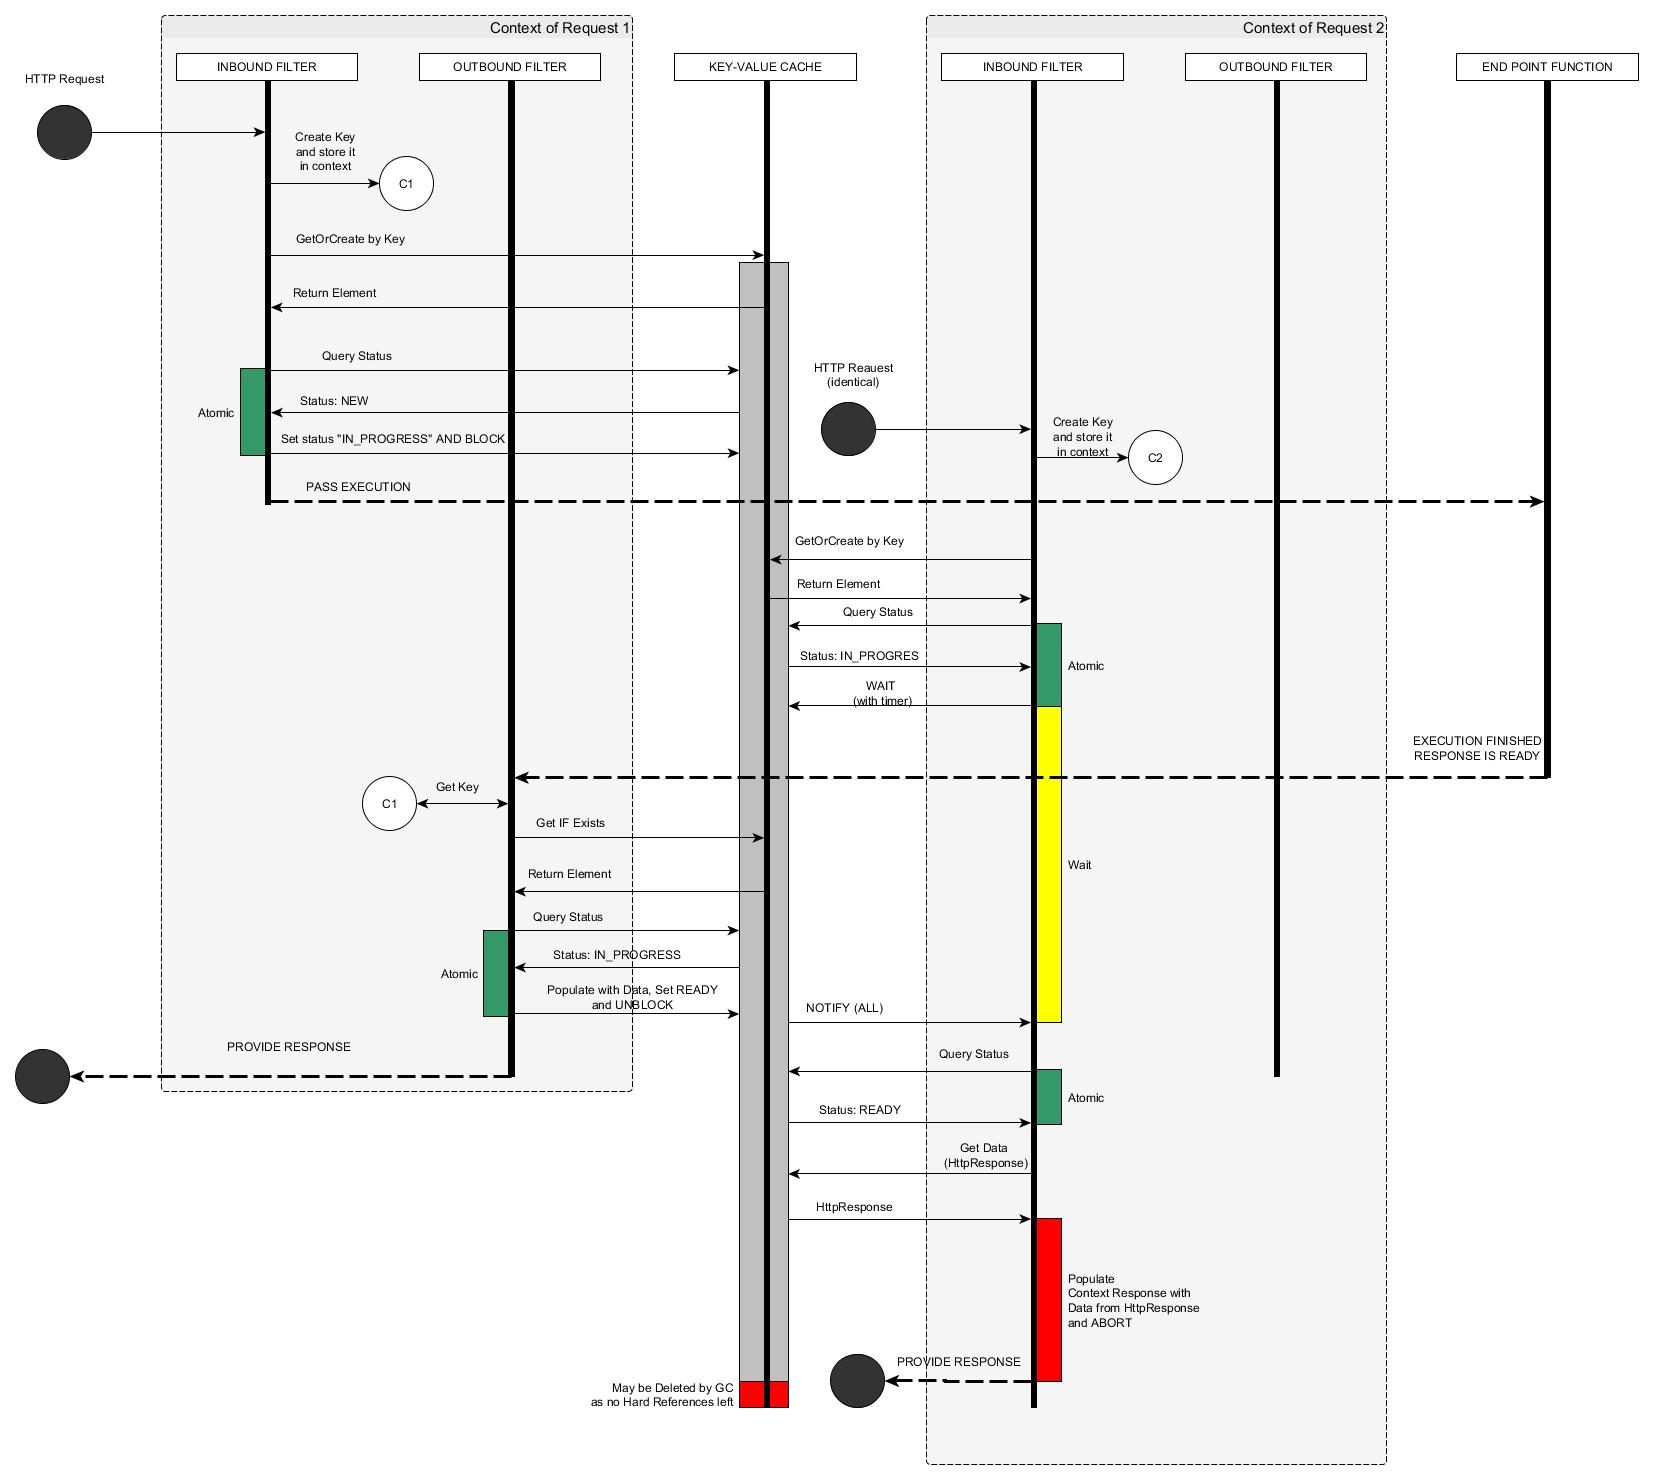 Context of Request 1
Context of Request 2
INBOUND FILTER
OUTBOUND FILTER
KEY-VALUE CACHE
INBOUND FILTER
OUTBOUND FILTER
END POINT FUNCTION
HTTP Request
Create Key
and store it
in context
C1
GetOrCreate by Key
Return Element
Query Status
HTTP Reauest
(identical)
Status: NEW
Atomic
Create Key
and store it
in context
Set status "IN_PROGRESS" AND BLOCK
C2
PASS EXECUTION
GetOrCreate by Key
Return Element
Query Status
Status: IN_PROGRES
Atomic
WAIT
(with timer)
EXECUTION FINISHED
RESPONSE IS READY
Get Key
C1
Get IF Exists
Wait
Return Element
Query Status
Status: IN_PROGRESS
Atomic
Populate with Data, Set READY
and UNBLOCK
NOTIFY (ALL)
PROVIDE RESPONSE
Query Status
Atomic
Status: READY
Get Data
(HttpResponse)
HttpResponse
Populate
Context Response with
Data from HttpResponse
and ABORT
PROVIDE RESPONSE
May be Deleted by GC
as no Hard References left